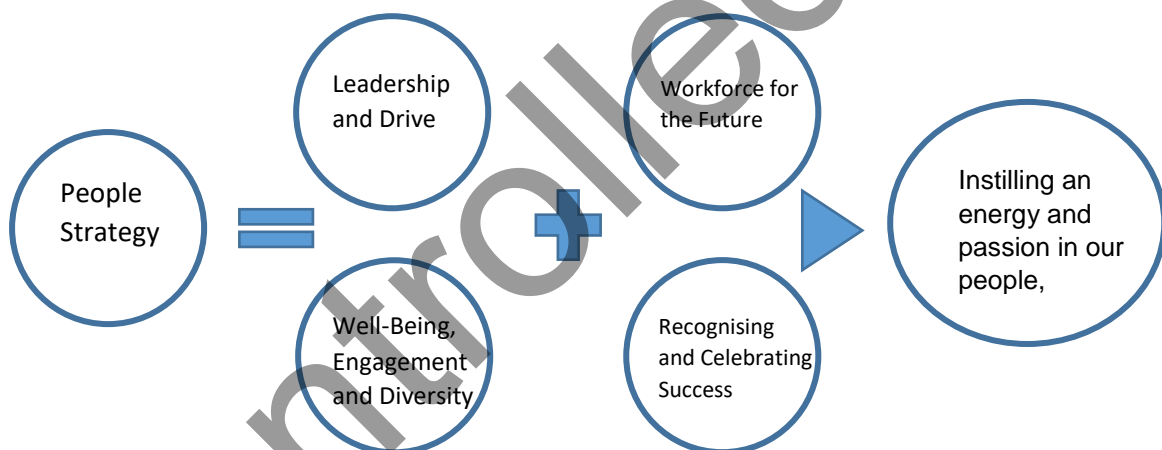 People
Strategy
Leadership
and Drive
Well-Being,
Engagement
and Diversity
Workforce for
the Future
Recognising
and Celebrating
Success
Instilling an
energy and
passion in our
people,
ntrolled